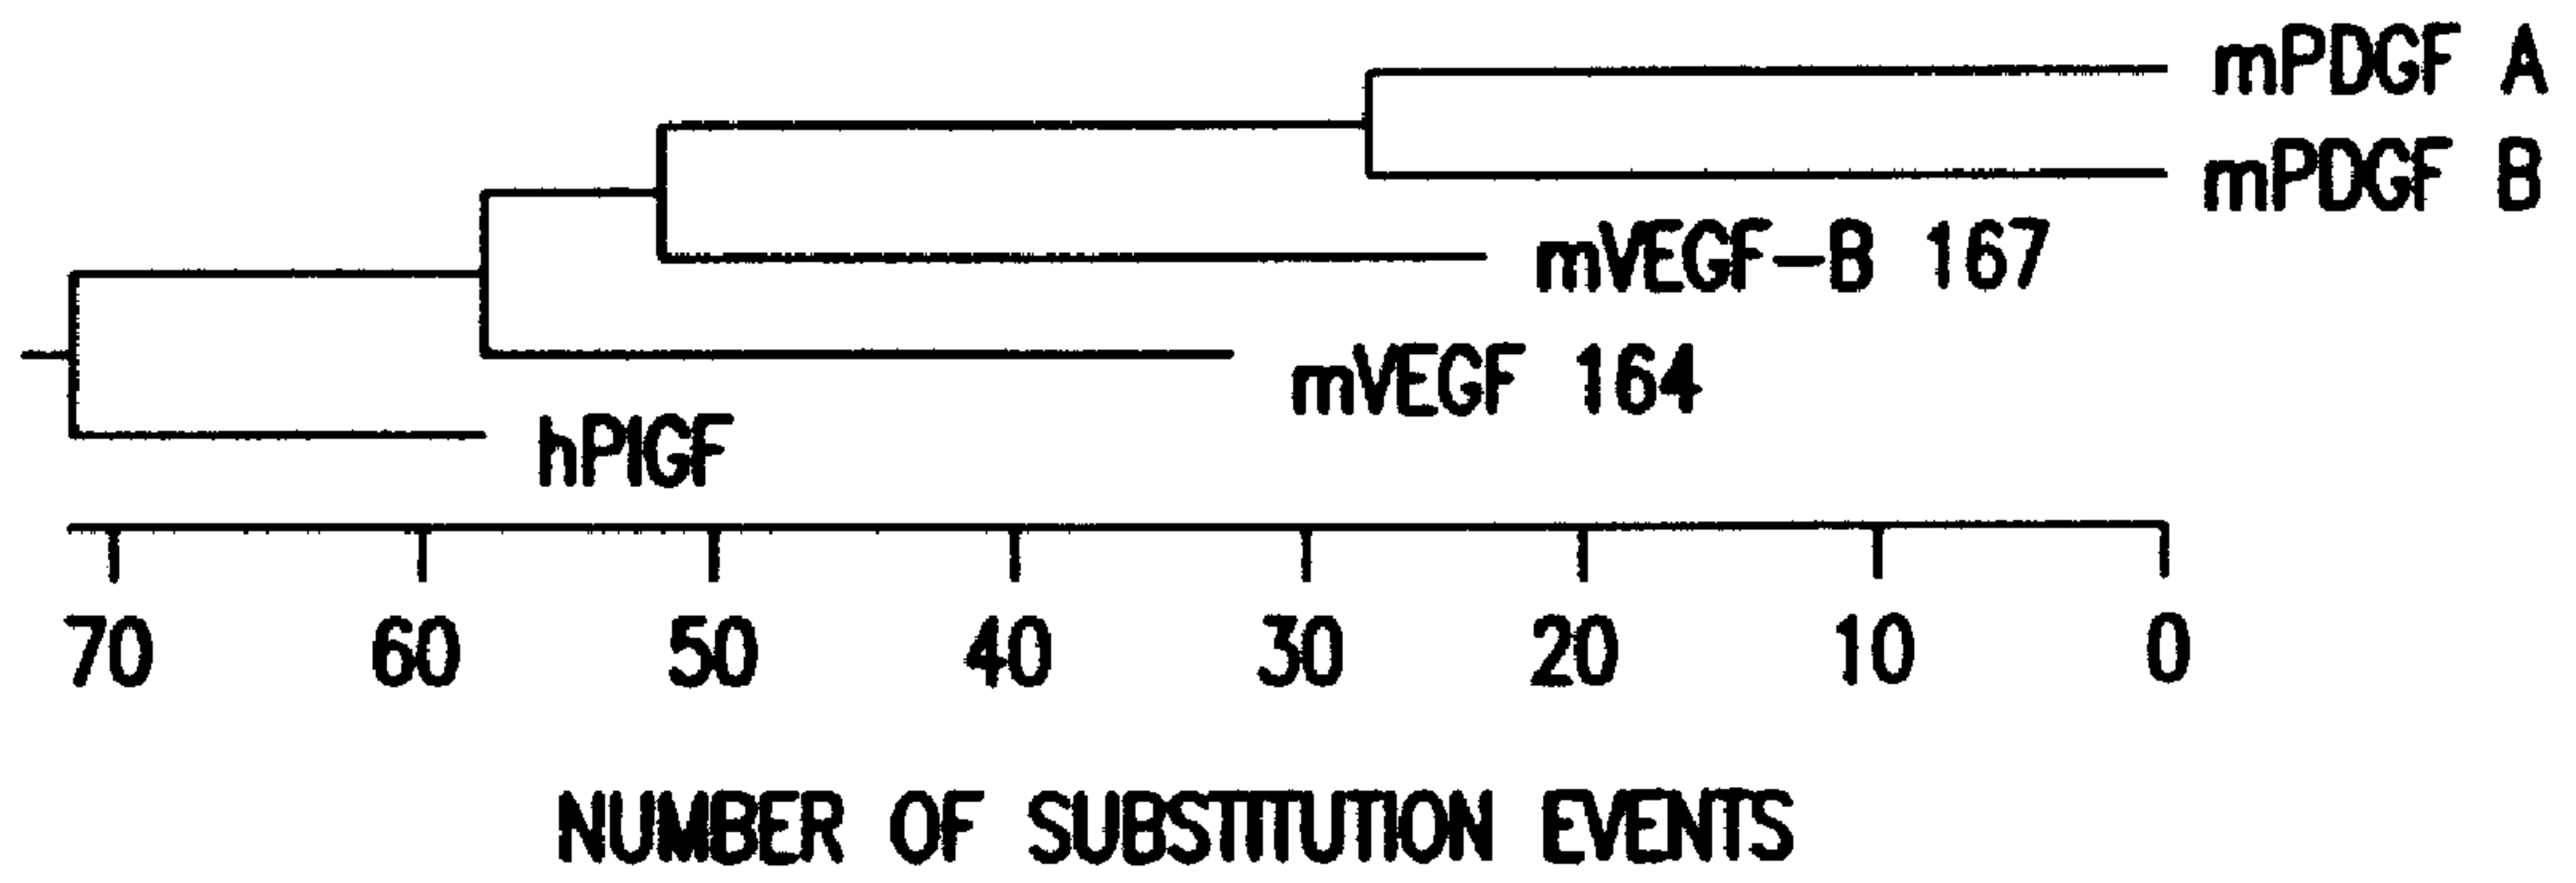 mPDGF A
mPDGF B
mVEGF-B 167
mVEGF 164
hPIGF
70 60 50 40 30 20 10 0
NUMBER OF SUBSTITUTION EVENTS